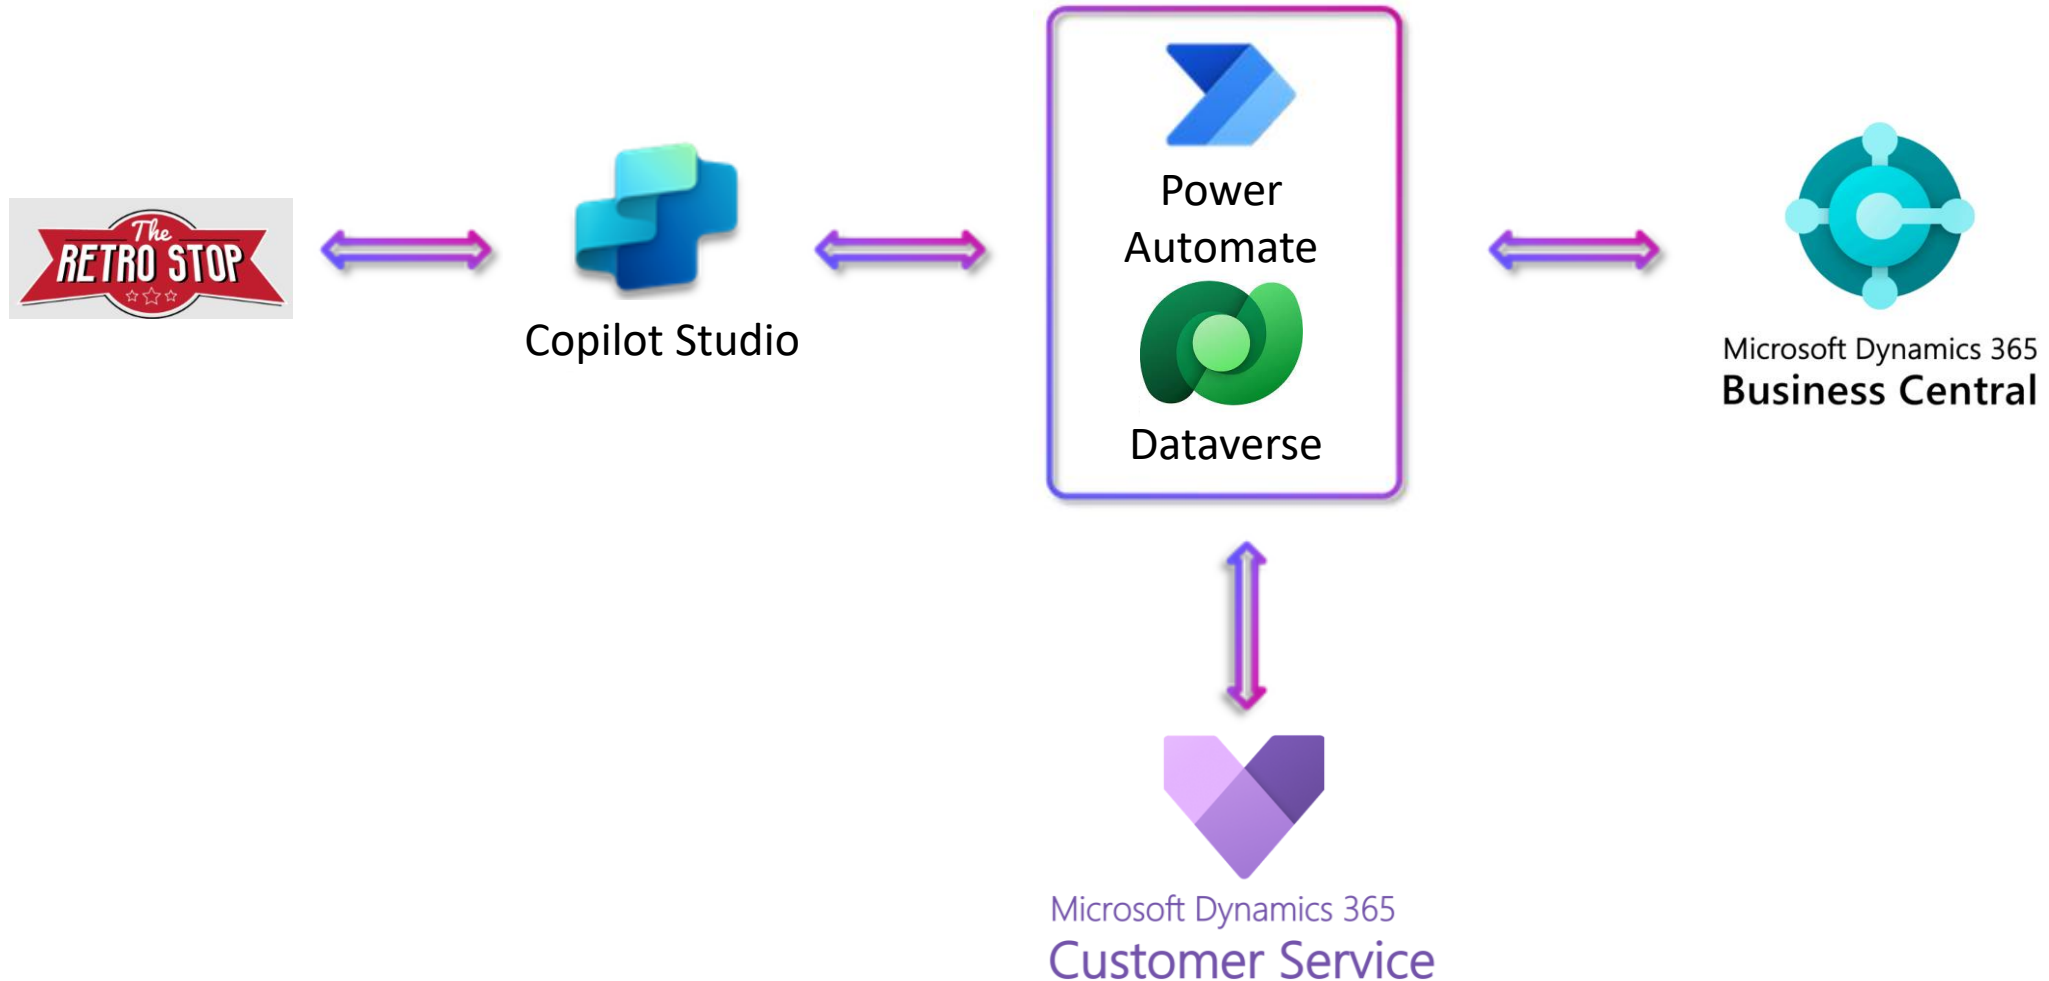 The
RETRO STOP
Copilot Studio
Power
Automate
Dataverse
Microsoft Dynamics 365
Business Central
Microsoft Dynamics 365
Customer Service